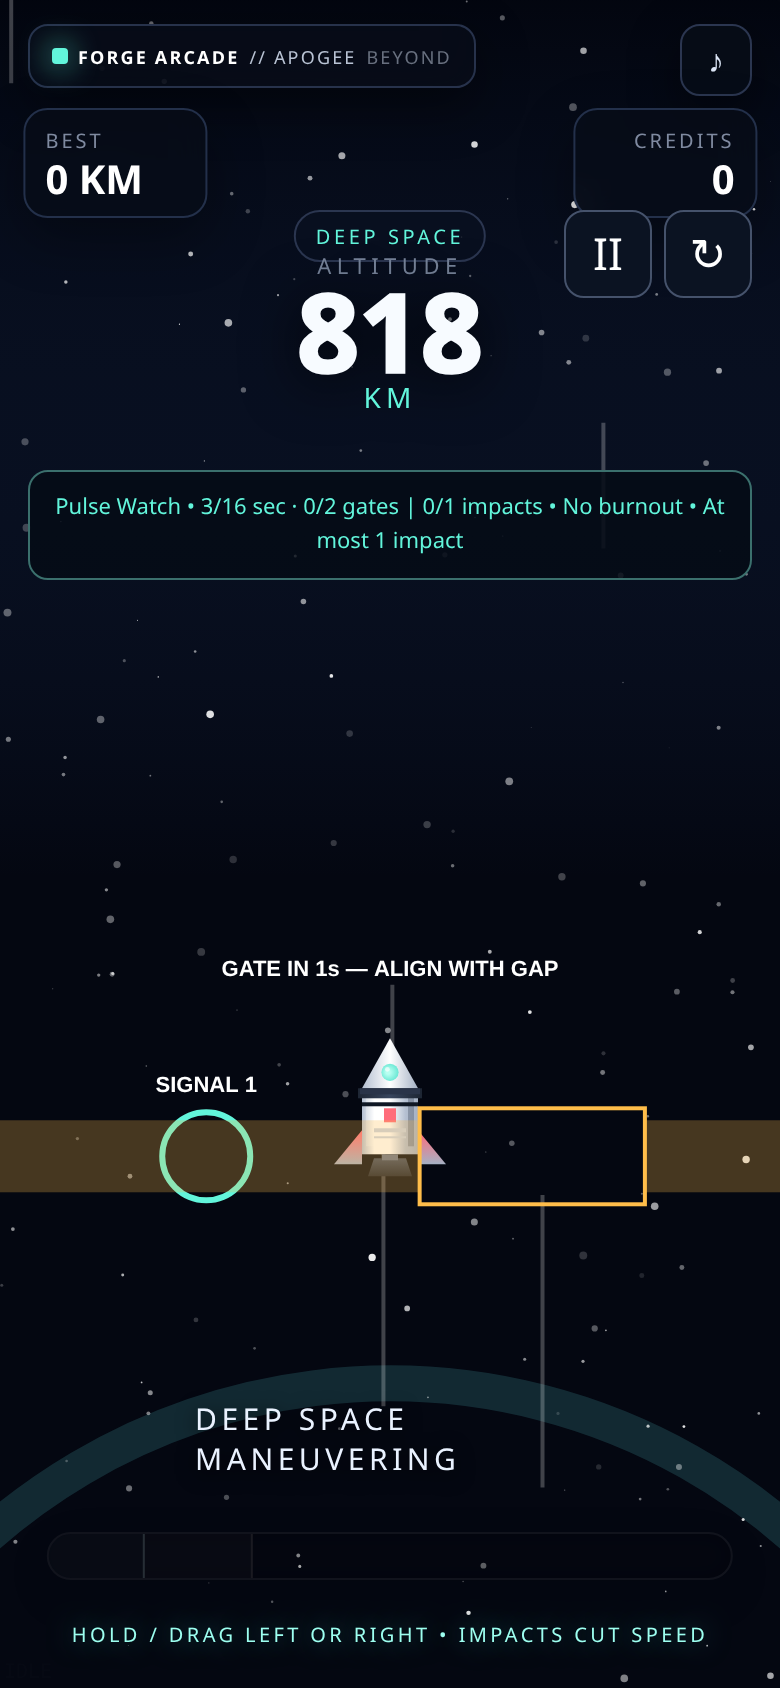 FORGE ARCADE // APOGEE BEYOND
♪
BEST
0 KM
CREDITS
0
DEEP SPACE
II ↻
ALTITUDE
818
KM
Pulse Watch • 3/16 sec · 0/2 gates | 0/1 impacts • No burnout • At
most 1 impact
GATE IN 1s — ALIGN WITH GAP
SIGNAL 1
DEEP SPACE
MANEUVERING
HOLD / DRAG LEFT OR RIGHT • IMPACTS CUT SPEED